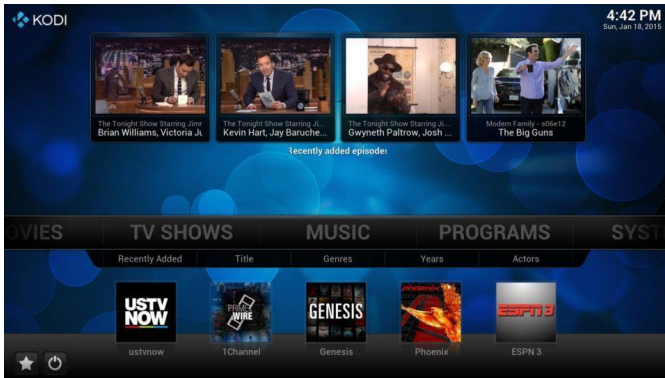 KODI
4:42 PM
Sun, Jan 18, 2015
The Tonight Show Starring Jimr
Brian Williams, Victoria Ju
The Tonight Show Starring Ji...
Kevin Hart, Jay Baruche...
The Tonight Show Starring Ji...
Gwyneth Paltrow, Josh ...
Modern Family - s06e12
The Big Guns
Recently added episodes
OVIES TV SHOWS MUSIC PROGRAMS SYST
Recently Added Title Genres Years Actors
USTV
NOW
PRIME
WIRE
GENESIS
ESPN 3
ustvnow 1Channel Genesis Phoenix ESPN 3